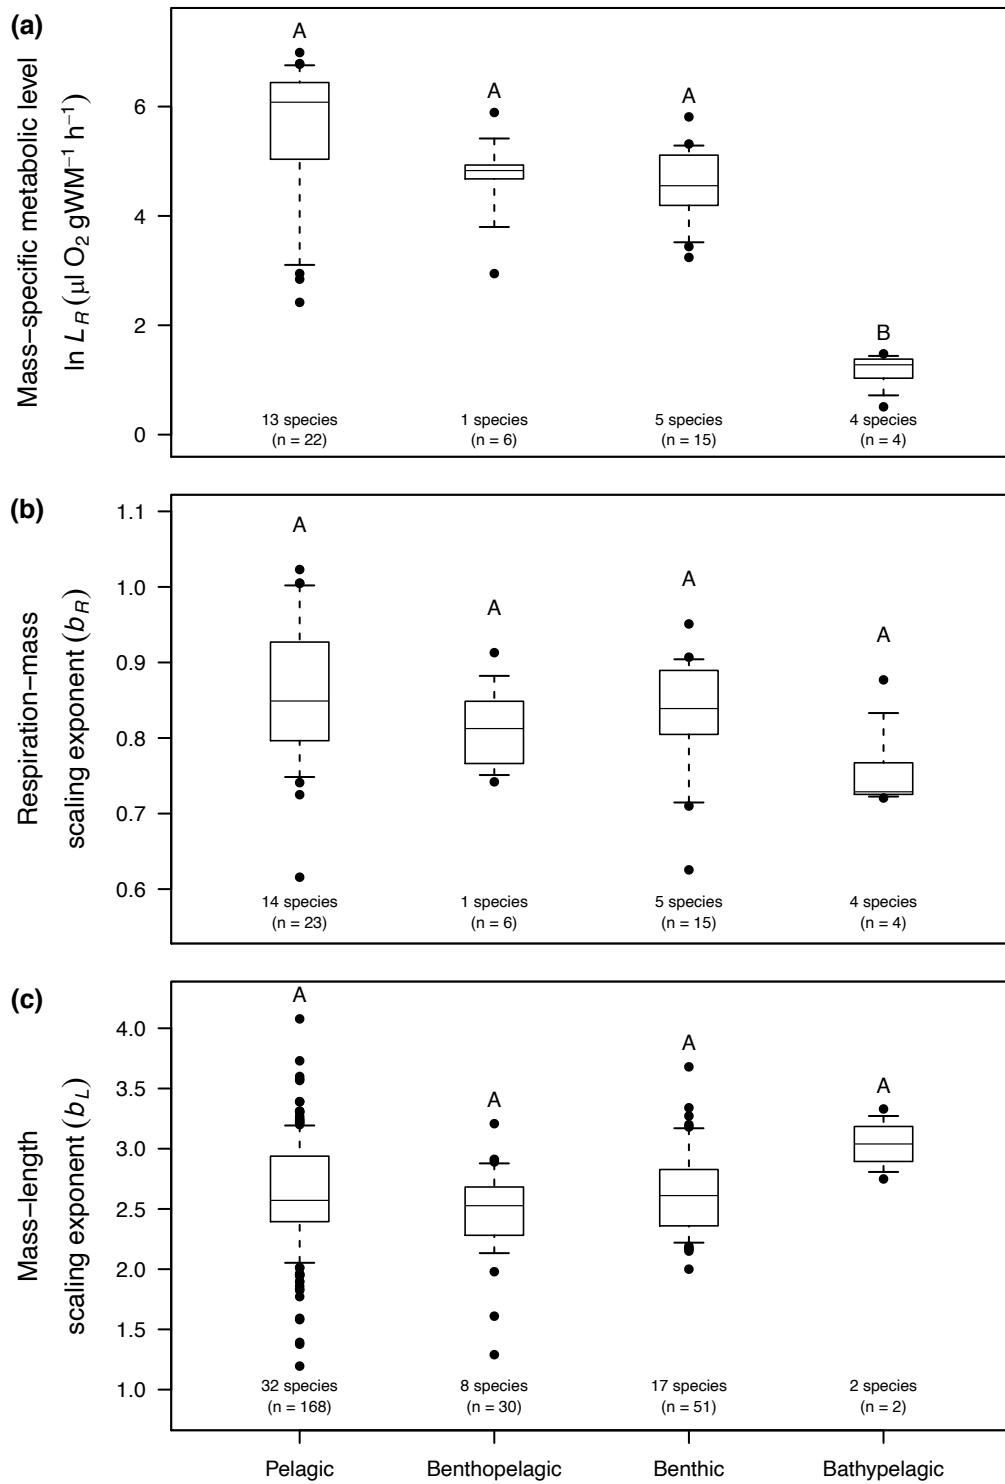 (a)
Mass−specific metabolic level
ln L_R (μl O₂ gWM⁻¹ h⁻¹)
6
4
2
0
A
A
A
B
13 species
(n = 22)
1 species
(n = 6)
5 species
(n = 15)
4 species
(n = 4)
(b)
Respiration−mass
scaling exponent (b_R)
1.1
1.0
0.9
0.8
0.7
0.6
A
A
A
A
14 species
(n = 23)
1 species
(n = 6)
5 species
(n = 15)
4 species
(n = 4)
(c)
Mass−length
scaling exponent (b_L)
4.0
3.5
3.0
2.5
2.0
1.5
1.0
A
A
A
A
32 species
(n = 168)
8 species
(n = 30)
17 species
(n = 51)
2 species
(n = 2)
Pelagic
Benthopelagic
Benthic
Bathypelagic